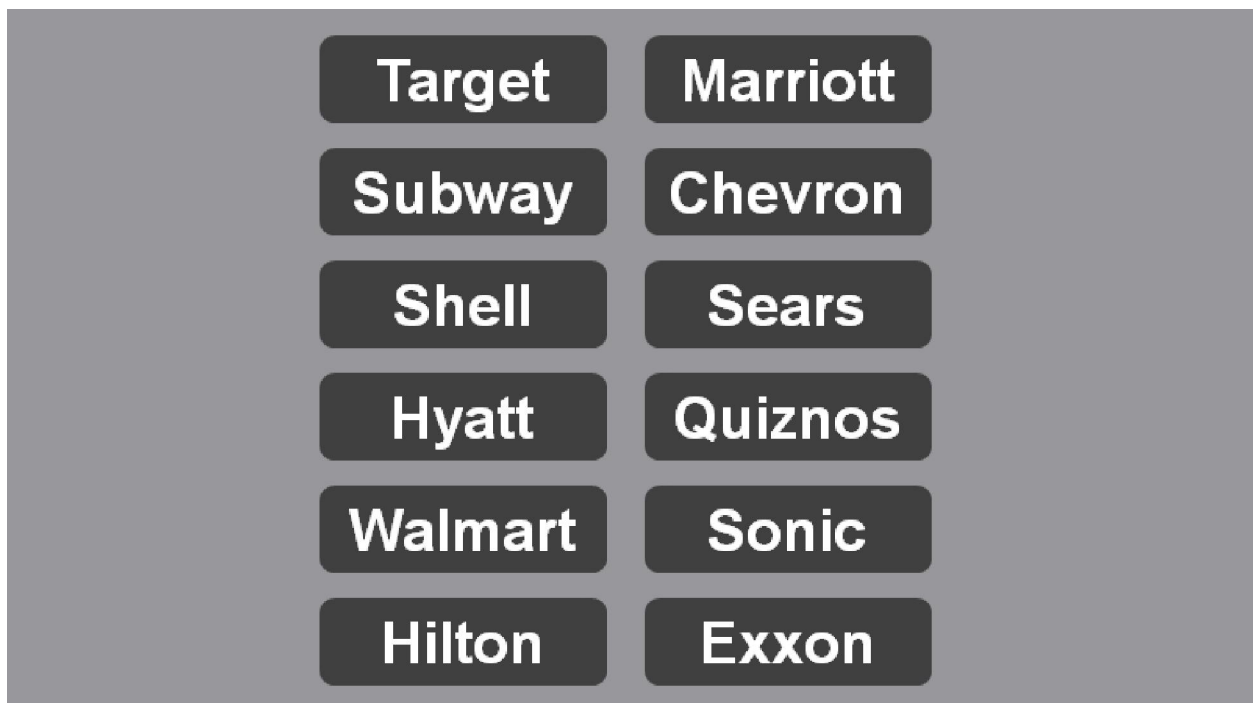 Target Marriott
Subway Chevron
Shell Sears
Hyatt Quiznos
Walmart Sonic
Hilton Exxon